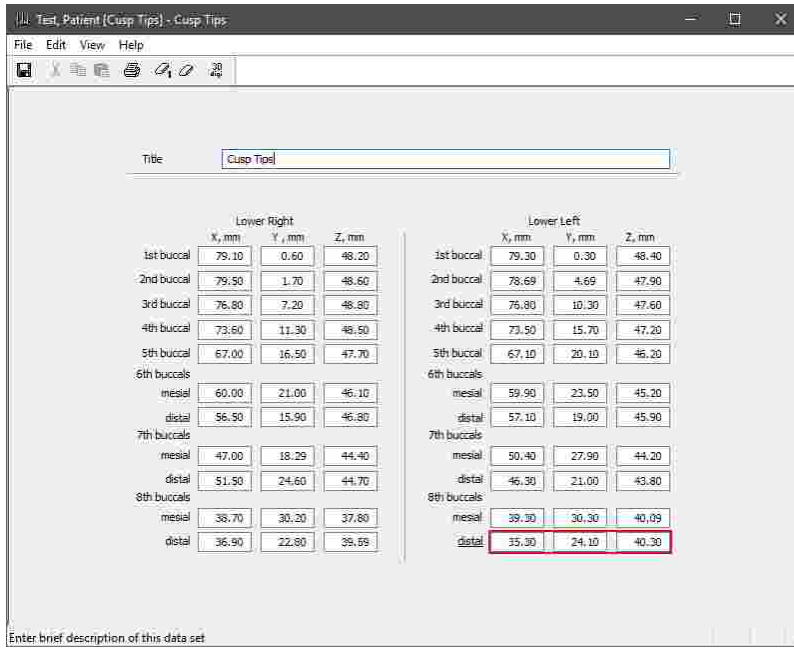 Test, Patient [Cusp Tips] - Cusp Tips
File Edit View Help
Title Cusp Tips
Lower Right Lower Left
X, mm Y, mm Z, mm X, mm Y, mm Z, mm
1st buccal 79.10 0.60 48.20 1st buccal 79.30 0.30 48.40
2nd buccal 79.50 1.70 48.60 2nd buccal 78.69 4.69 47.90
3rd buccal 76.80 7.20 48.80 3rd buccal 76.80 10.30 47.60
4th buccal 73.60 11.30 48.50 4th buccal 73.50 15.70 47.20
5th buccal 67.00 16.50 47.70 5th buccal 67.10 20.10 46.20
6th buccals 6th buccals
mesial 60.00 21.00 46.10 mesial 59.90 23.50 45.20
distal 56.50 15.90 46.80 distal 57.10 19.00 45.90
7th buccals 7th buccals
mesial 47.00 18.29 44.40 mesial 50.40 27.90 44.20
distal 51.50 24.60 44.70 distal 46.30 21.00 43.80
8th buccals 8th buccals
mesial 38.70 30.20 37.80 mesial 39.30 30.30 40.09
distal 36.90 22.80 39.59 distal 35.30 24.10 40.30
Enter brief description of this data set